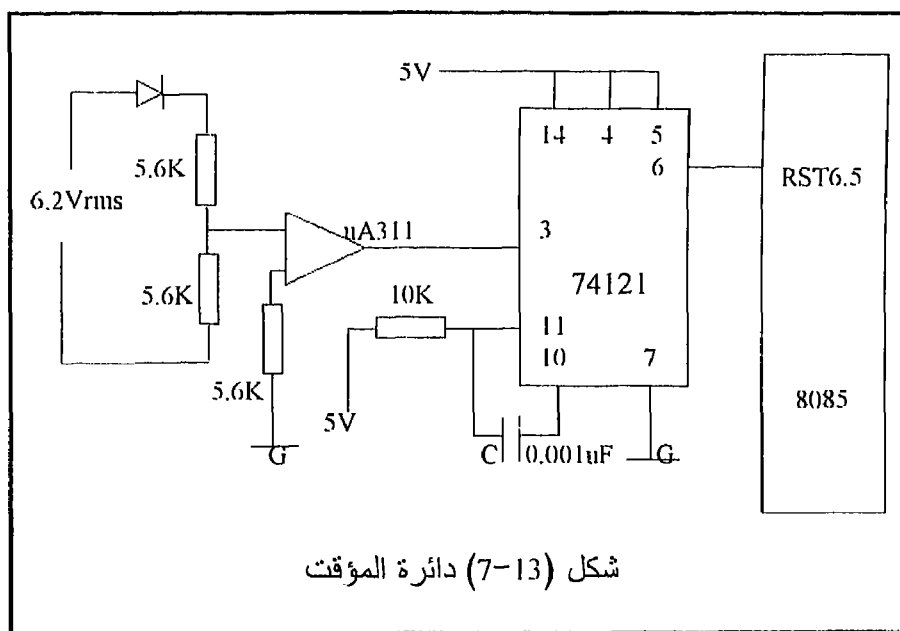 5V
14 4 5
6
5.6K
RST6.5
6.2Vrms
uA311
3
5.6K
10K
74121
11
10 7
5.6K
8085
5V
G
C 0.001uF
G
شكل (7-13) دائرة المؤقت